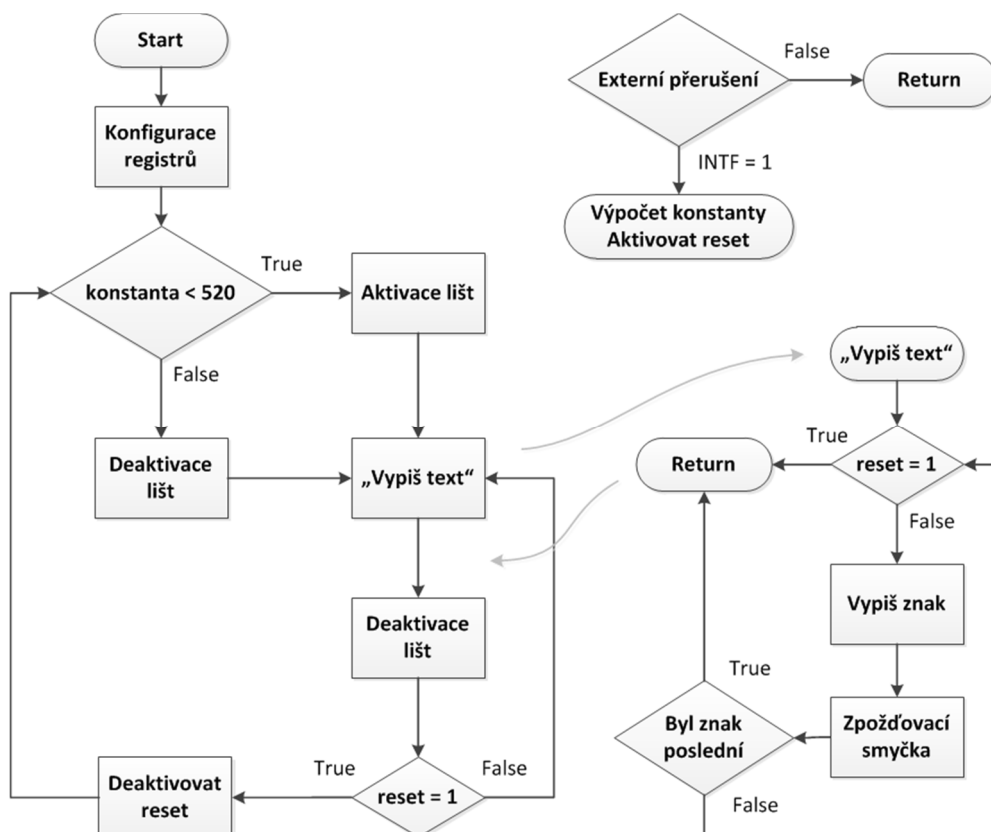 Start
Konfigurace
registrů
konstanta < 520
True
False
Aktivace lišt
Deaktivace
lišt
„Vypiš text“
Deaktivace
lišt
reset = 1
True
False
Deaktivovat
reset
Externí přerušení
False
Return
INTF = 1
Výpočet konstanty
Aktivovat reset
„Vypiš text“
reset = 1
True
Return
False
Vypiš znak
Zpožďovací
smyčka
Byl znak
poslední
True
False